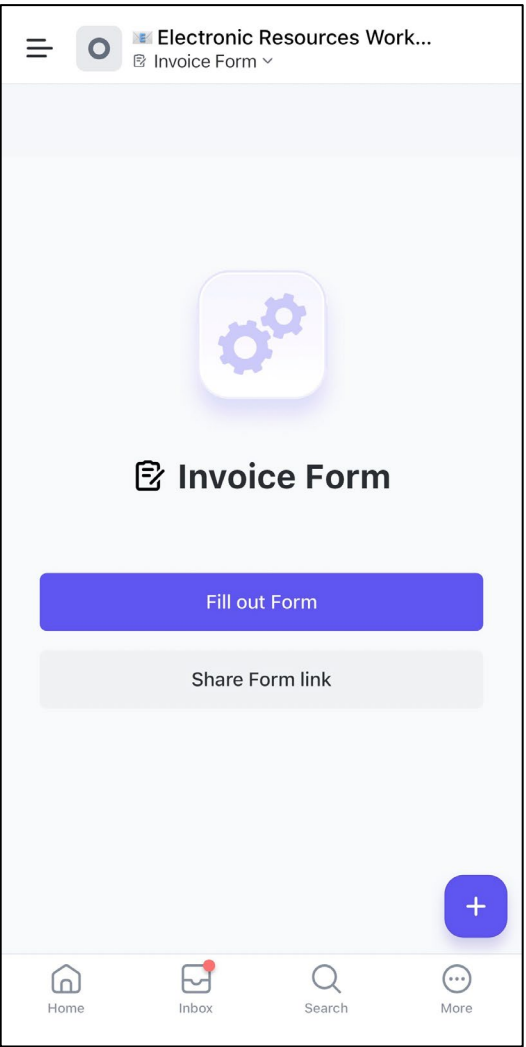 O
📧 Electronic Resources Work...
Invoice Form
Invoice Form
Fill out Form
Share Form link
+
Home
Inbox
Search
More